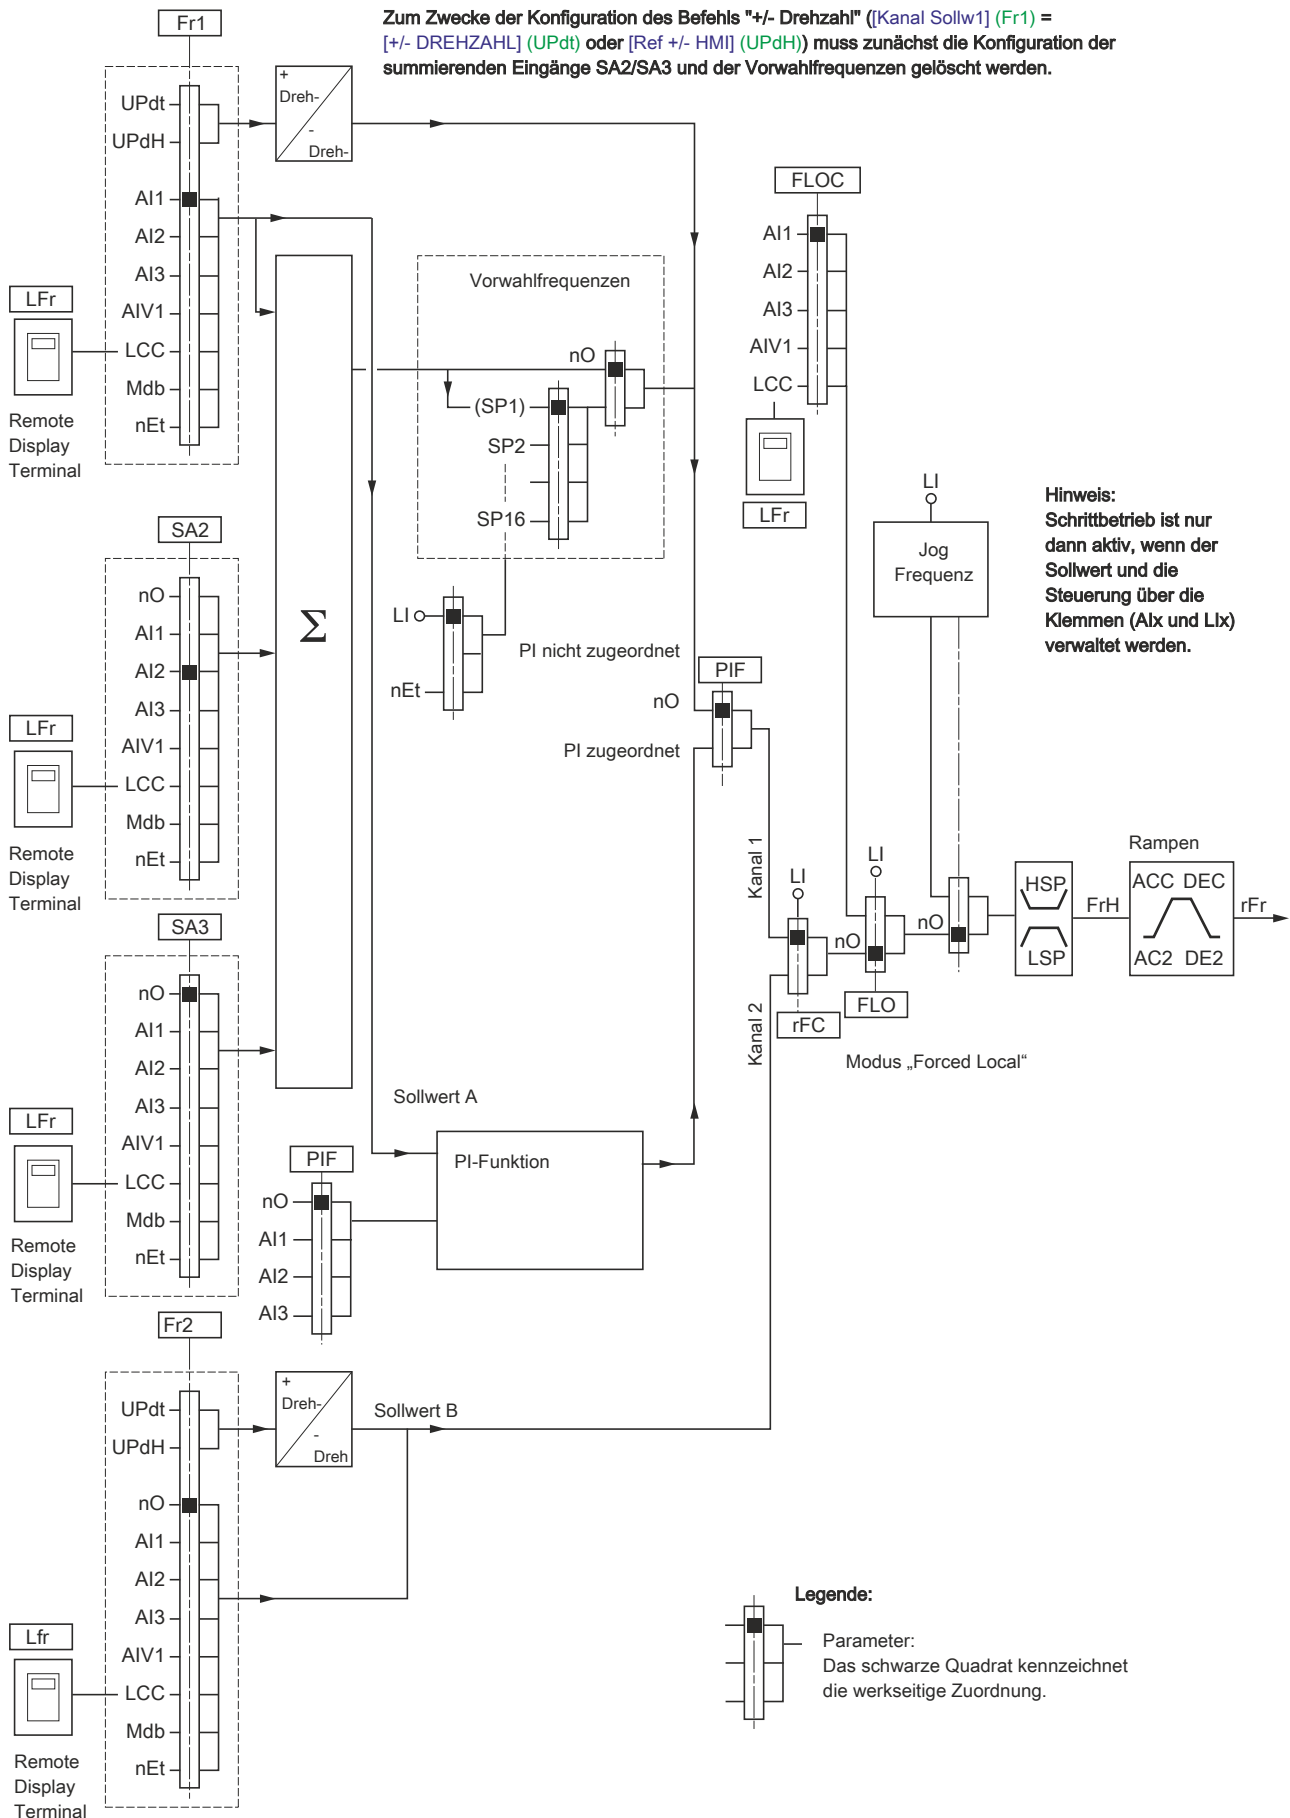 Zum Zwecke der Konfiguration des Befehls "+/- Drehzahl" ([Kanal Sollw1] (Fr1) =
[+/- DREHZAHL] (UPdt) oder [Ref +/- HMI] (UPdH)) muss zunächst die Konfiguration der
summierenden Eingänge SA2/SA3 und der Vorwahlfrequenzen gelöscht werden.
Fr1
UPdt
UPdH
AI1
AI2
AI3
AIV1
LCC
Mdb
nEt
LFr
Remote
Display
Terminal
+
Dreh-
-
Dreh-
SA2
nO
AI1
AI2
AI3
AIV1
LCC
Mdb
nEt
LFr
Remote
Display
Terminal
SA3
nO
AI1
AI2
AI3
AIV1
LCC
Mdb
nEt
LFr
Remote
Display
Terminal
Σ
Vorwahlfrequenzen
nO
(SP1)
SP2
SP16
LI
nEt
PI nicht zugeordnet
nO
PIF
PI zugeordnet
FLOC
AI1
AI2
AI3
AIV1
LCC
LFr
LI
Jog
Frequenz
Hinweis:
Schrittbetrieb ist nur
dann aktiv, wenn der
Sollwert und die
Steuerung über die
Klemmen (AIx und LIx)
verwaltet werden.
Kanal 1
Kanal 2
LI
rFC
nO
LI
FLO
nO
Modus „Forced Local“
HSP
LSP
FrH
Rampen
ACC DEC
AC2 DE2
rFr
Sollwert A
PI-Funktion
PIF
nO
AI1
AI2
AI3
Fr2
UPdt
UPdH
nO
AI1
AI2
AI3
AIV1
LCC
Mdb
nEt
Lfr
Remote
Display
Terminal
+
Dreh-
-
Dreh
Sollwert B
Legende:
Parameter:
Das schwarze Quadrat kennzeichnet
die werkseitige Zuordnung.